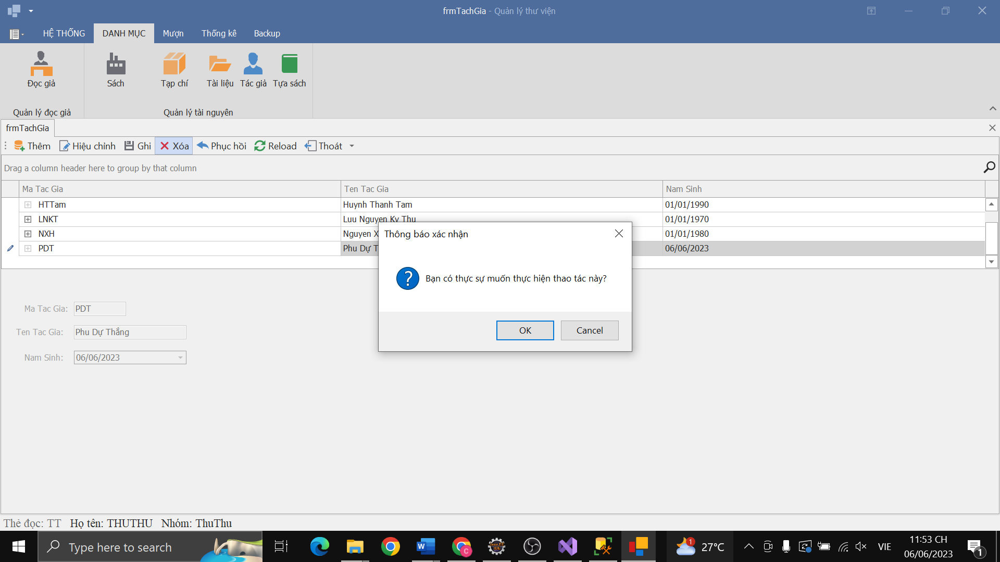 frmTachGia - Quản lý thư viện
HỆ THỐNG DANH MỤC Mượn Thống kê Backup
Đọc giả Sách Tạp chí Tài liệu Tác giả Tựa sách
Quản lý đọc giả Quản lý tài nguyên
frmTachGia
Thêm Hiệu chỉnh Ghi Xóa Phục hồi Reload Thoát
Drag a column header here to group by that column
Ma Tac Gia Ten Tac Gia Nam Sinh
HTTam Huynh Thanh Tam 01/01/1990
LNKT Luu Nguyen Ky Thu 01/01/1970
NXH Nguyen X 01/01/1980
PDT Phu Dự T 06/06/2023
Thông báo xác nhận
Bạn có thực sự muốn thực hiện thao tác này?
OK Cancel
Ma Tac Gia: PDT
Ten Tac Gia: Phu Dự Thắng
Nam Sinh: 06/06/2023
Thẻ đọc: TT Họ tên: THUTHU Nhóm: ThuThu
Type here to search
Java EE
IDE
C
1
27°C
VIE
11:53 CH
06/06/2023
1